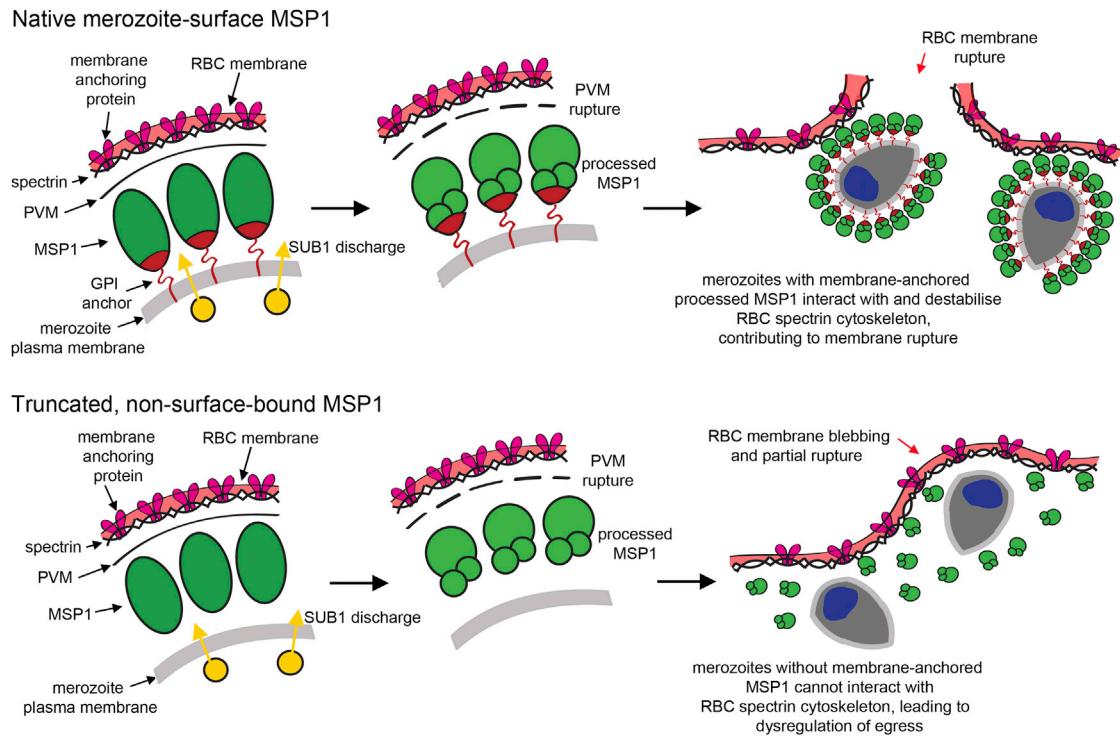 Native merozoite-surface MSP1
membrane
anchoring
protein
RBC membrane
spectrin
PVM
MSP1
GPI
anchor
merozoite
plasma membrane
SUB1 discharge
PVM
rupture
processed
MSP1
RBC membrane
rupture
merozoites with membrane-anchored
processed MSP1 interact with and destabilise
RBC spectrin cytoskeleton,
contributing to membrane rupture
Truncated, non-surface-bound MSP1
membrane
anchoring
protein
RBC membrane
spectrin
PVM
MSP1
merozoite
plasma membrane
SUB1 discharge
PVM
rupture
processed
MSP1
RBC membrane blebbing
and partial rupture
merozoites without membrane-anchored
MSP1 cannot interact with
RBC spectrin cytoskeleton, leading to
dysregulation of egress